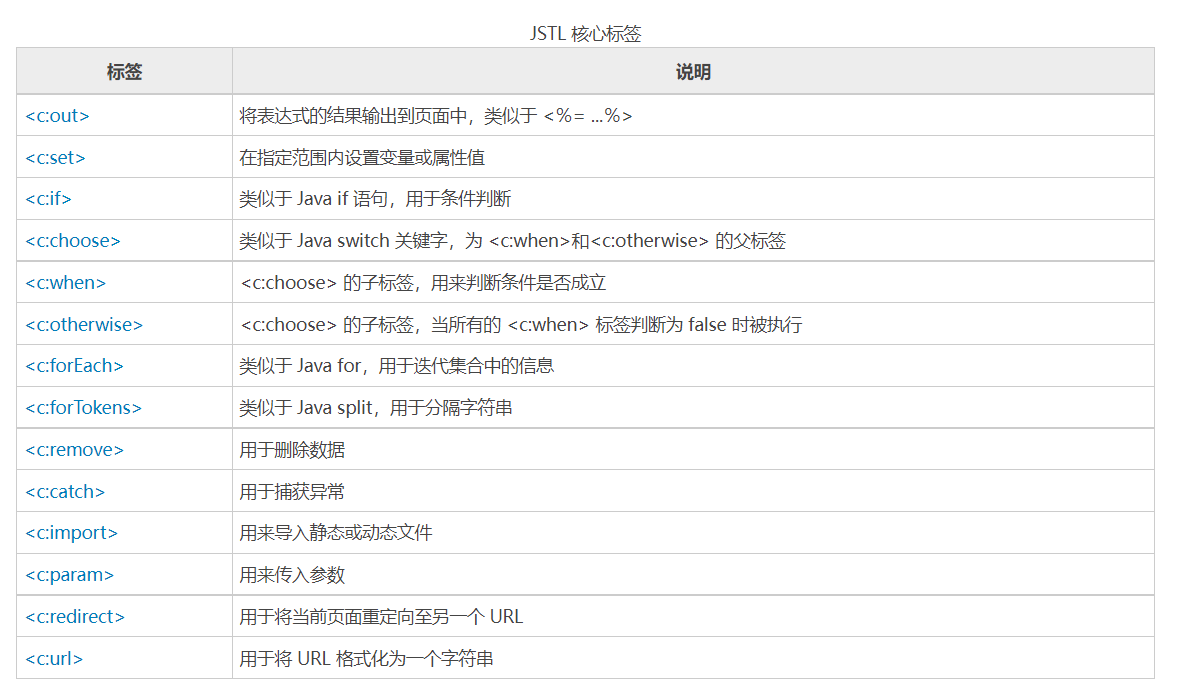 JSTL 核心标签
标签 说明
<c:out> 将表达式的结果输出到页面中，类似于 <%= ...%>
<c:set> 在指定范围内设置变量或属性值
<c:if> 类似于 Java if 语句，用于条件判断
<c:choose> 类似于 Java switch 关键字，为 <c:when>和<c:otherwise> 的父标签
<c:when> <c:choose> 的子标签，用来判断条件是否成立
<c:otherwise> <c:choose> 的子标签，当所有的 <c:when> 标签判断为 false 时被执行
<c:forEach> 类似于 Java for，用于迭代集合中的信息
<c:forTokens> 类似于 Java split，用于分隔字符串
<c:remove> 用于删除数据
<c:catch> 用于捕获异常
<c:import> 用来导入静态或动态文件
<c:param> 用来传入参数
<c:redirect> 用于将当前页面重定向至另一个 URL
<c:url> 用于将 URL 格式化为一个字符串